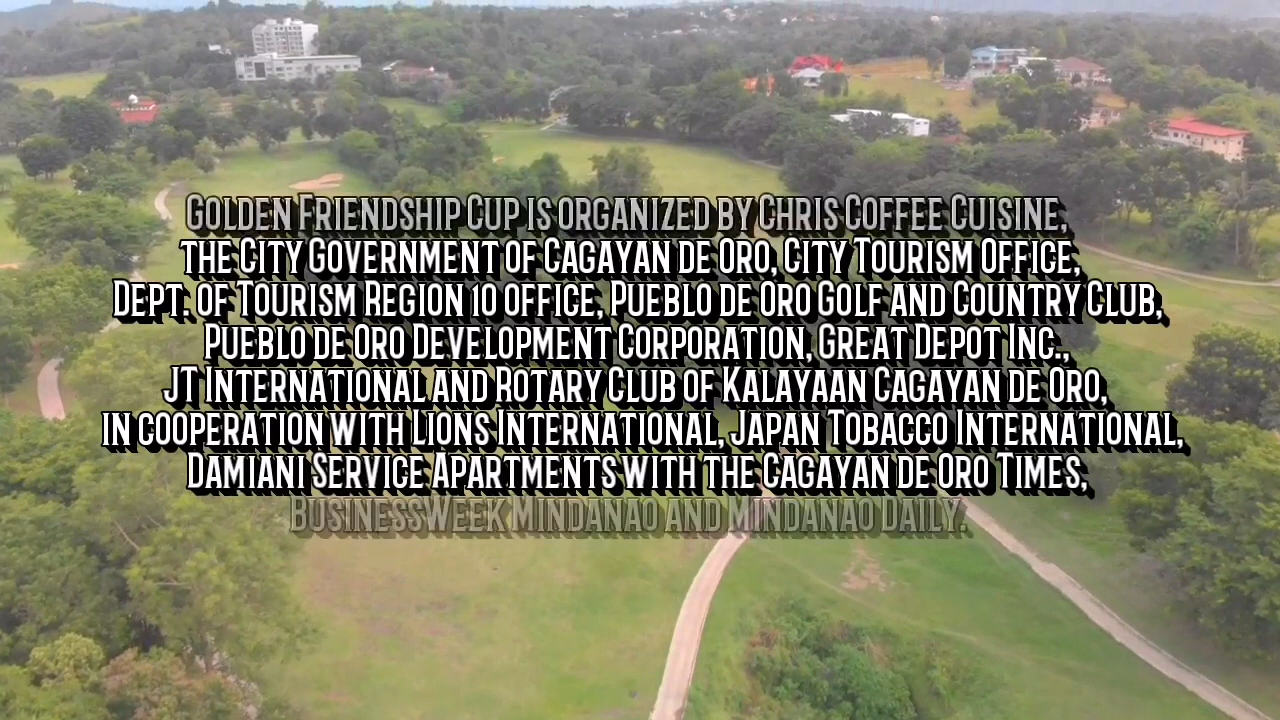 Golden Friendship Cup is organized by Chris Coffee Cuisine,
the City Government of Cagayan de Oro, City Tourism Office,
Dept. of Tourism Region 10 office, Pueblo de Oro Golf and Country Club,
Pueblo de Oro Development Corporation, Great Depot Inc.,
JT International and Rotary Club of Kalayaan Cagayan de Oro,
in cooperation with Lions International, Japan Tobacco International,
Damiani Service Apartments with the Cagayan de Oro Times,
BusinessWeek Mindanao and Mindanao Daily.